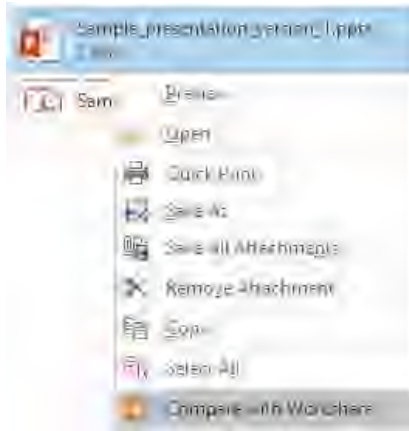 Sample_presentation_version_1.pptx
Sam
Preview
Open
Quick Print
Save As
Save all Attachments
Remove Attachment
Copy
Select All
Compare with Workshare